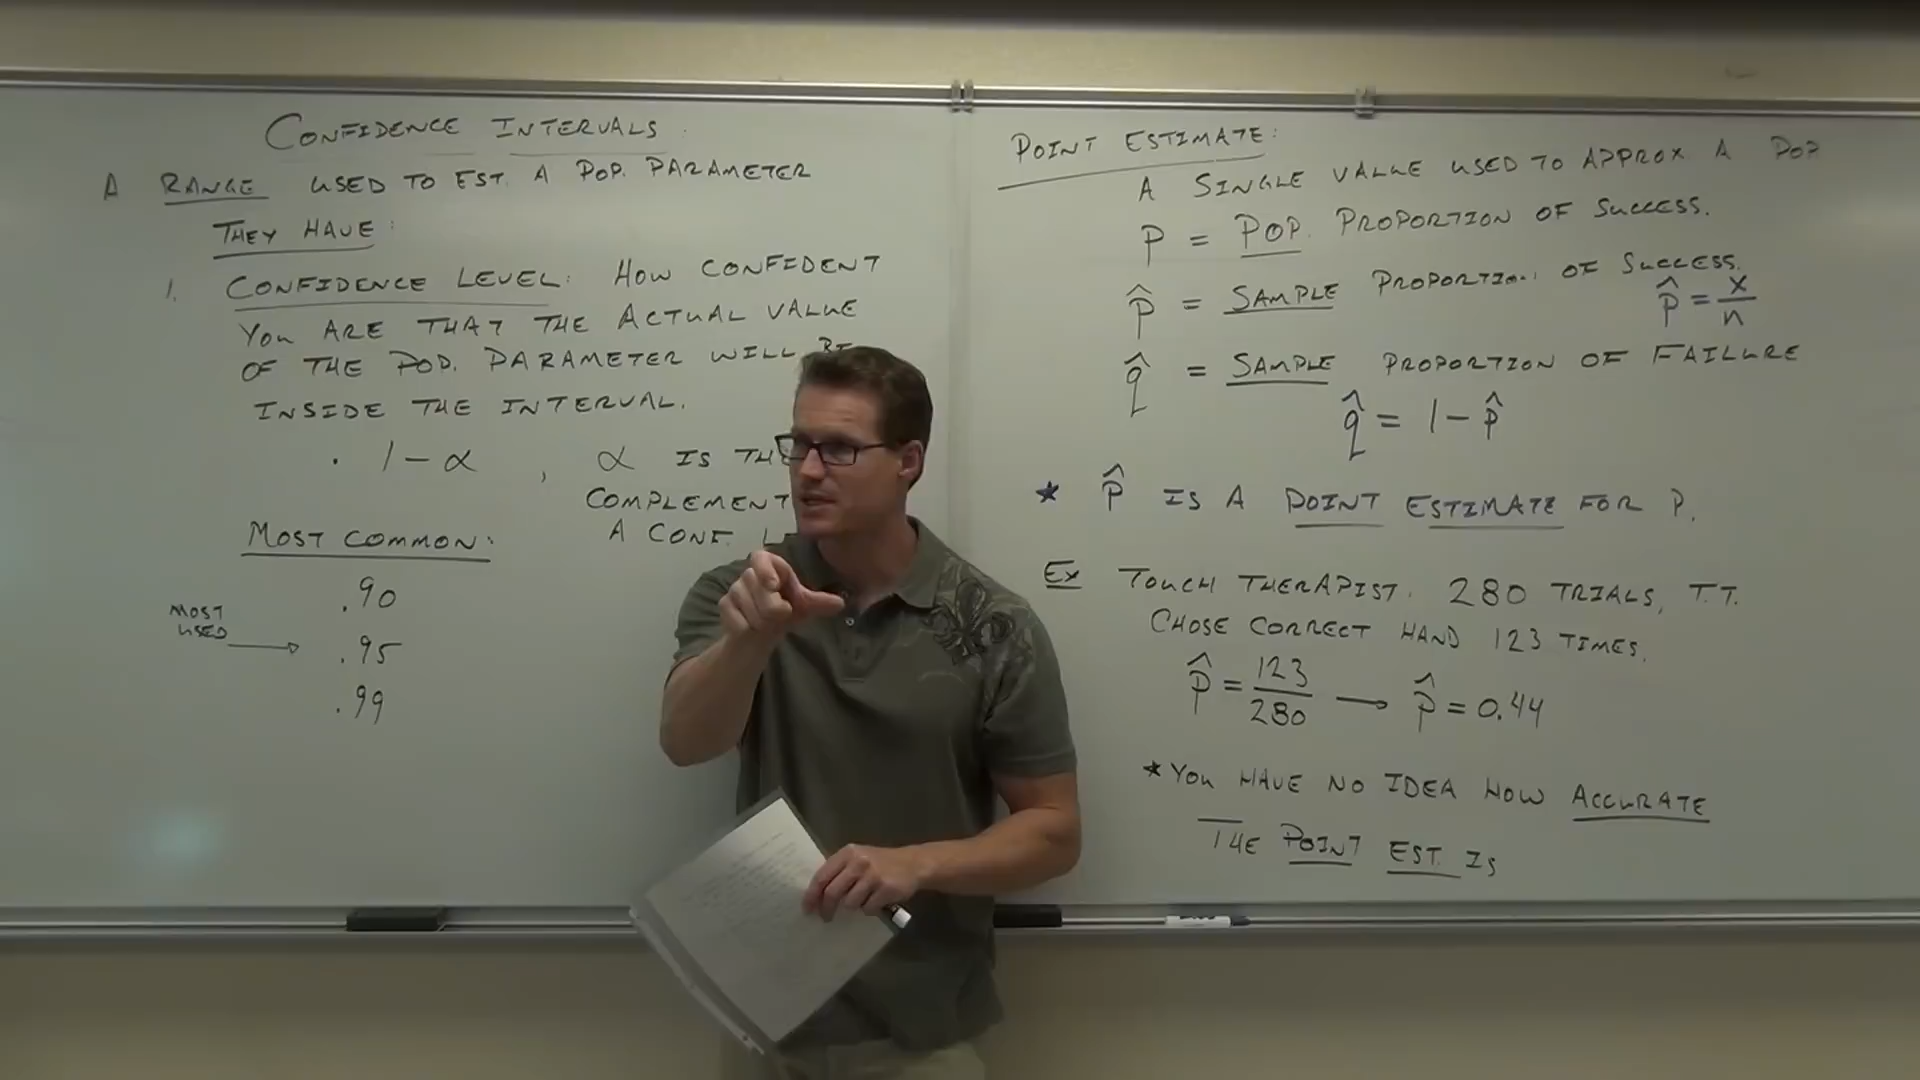 CONFIDENCE INTERVALS:
A RANGE USED TO EST. A POP. PARAMETER
THEY HAVE:
1. CONFIDENCE LEVEL: HOW CONFIDENT
YOU ARE THAT THE ACTUAL VALUE
OF THE POP. PARAMETER WILL BE
INSIDE THE INTERVAL.
· 1 - α , α IS THE
COMPLEMENT
A CONF. L
MOST COMMON:
.90
MOST
USED
.95
.99
POINT ESTIMATE:
A SINGLE VALUE USED TO APPROX A POP
P = POP. PROPORTION OF SUCCESS.
p̂ = SAMPLE PROPORTION OF SUCCESS.
p̂ = x/n
q̂ = SAMPLE PROPORTION OF FAILURE
q̂ = 1 - p̂
* p̂ IS A POINT ESTIMATE FOR P.
Ex TOUCH THERAPIST. 280 TRIALS, T.T.
CHOSE CORRECT HAND 123 TIMES.
p̂ = 123/280 → p̂ = 0.44
* YOU HAVE NO IDEA HOW ACCURATE
THE POINT EST. IS